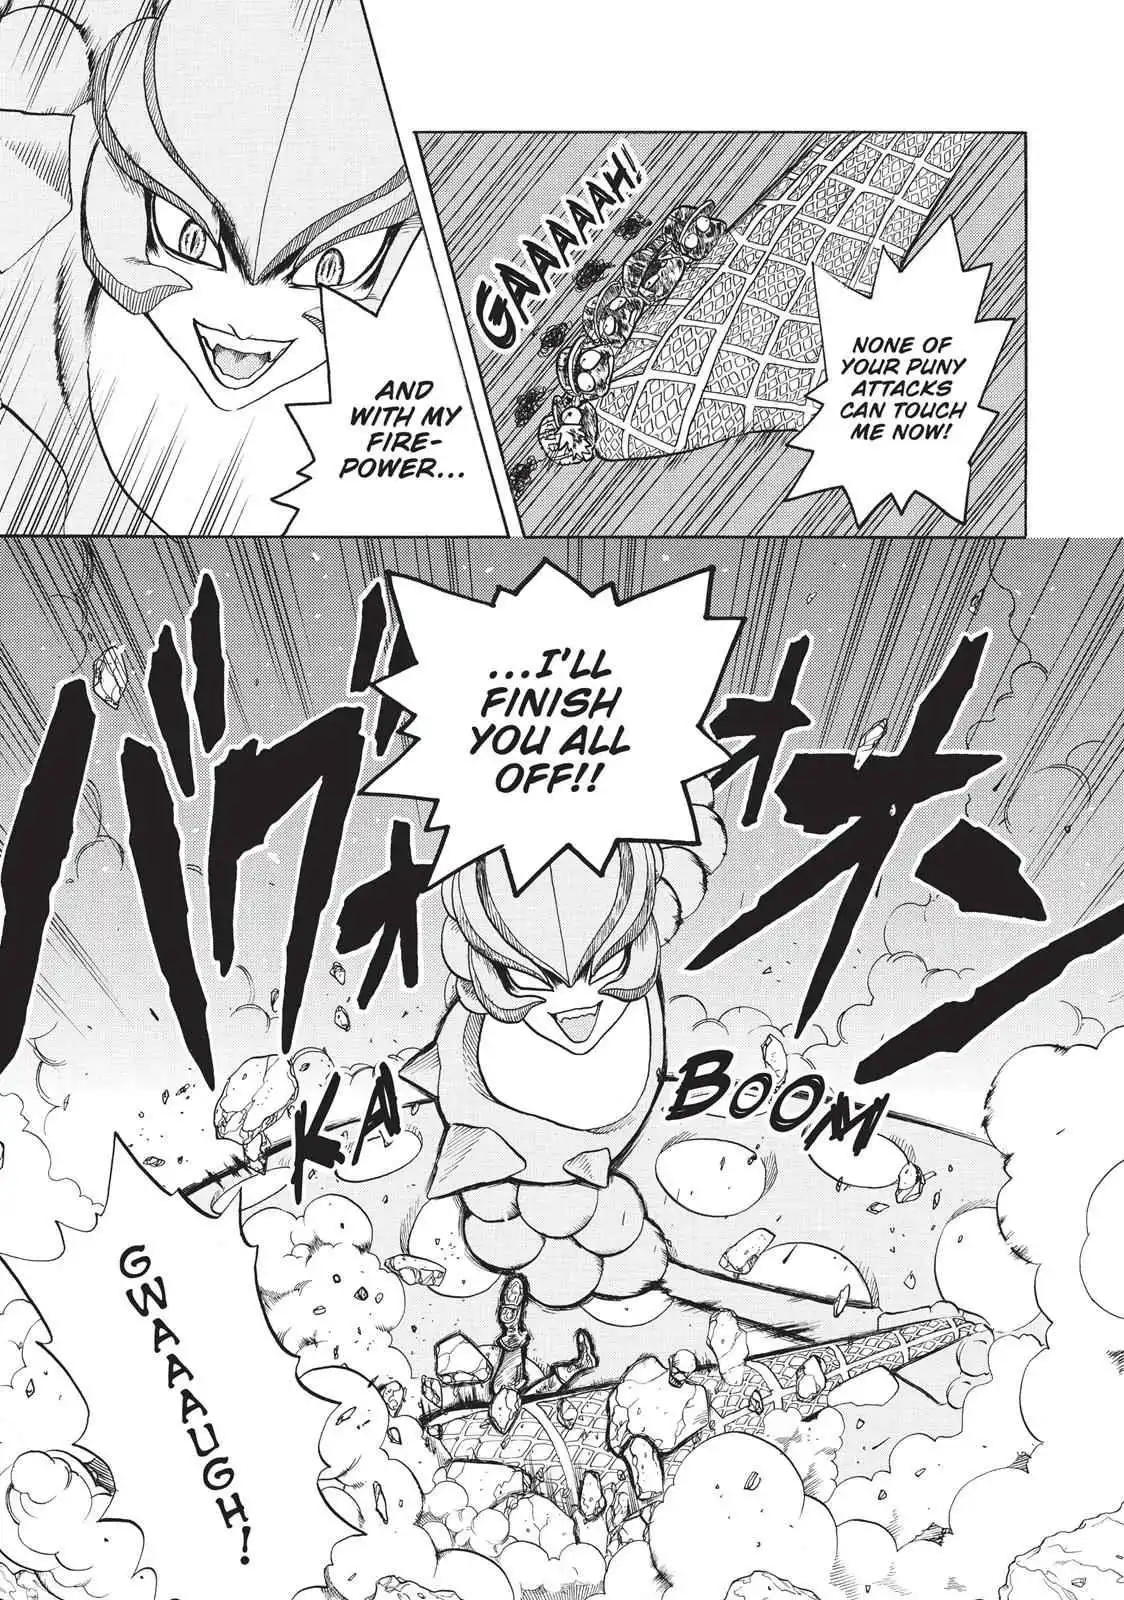 GAAAAAH!
NONE OF
YOUR PUNY
ATTACKS
CAN TOUCH
ME NOW!
AND
WITH MY
FIRE-
POWER...
...I'LL
FINISH
YOU ALL
OFF!!
バウォオオン
KA
BOOM
GWAAAUGH!